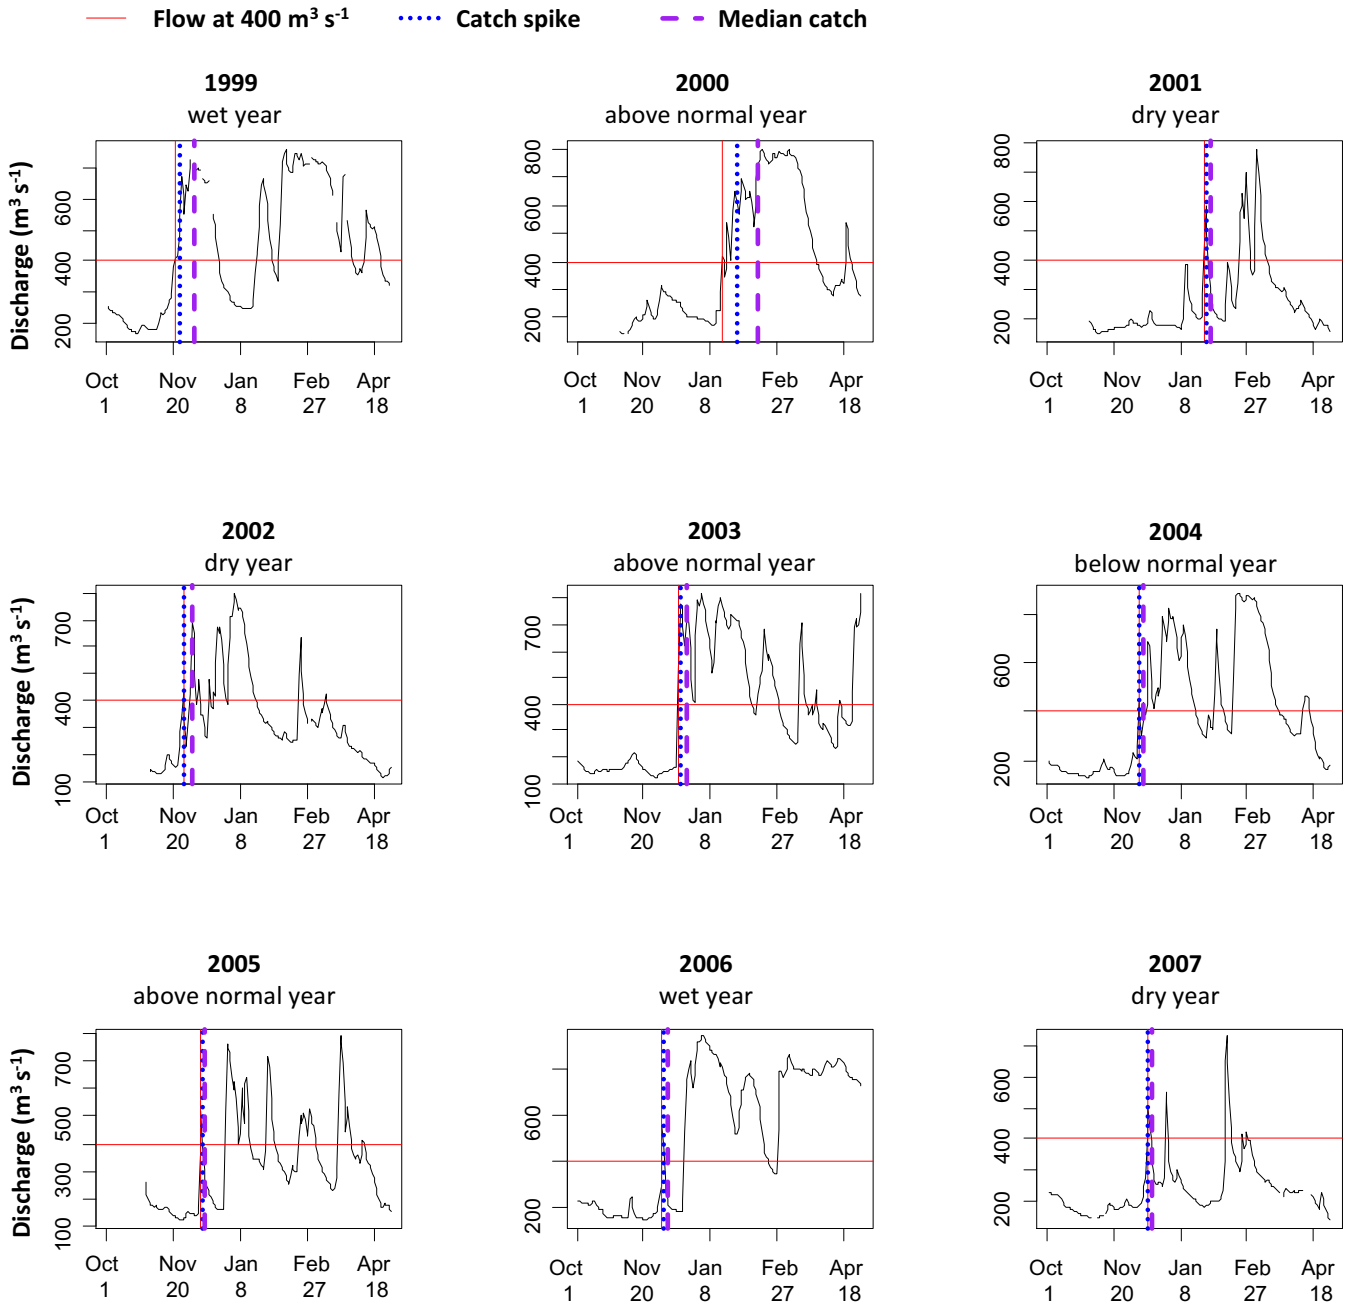 Flow at 400 m³ s⁻¹ Catch spike Median catch
1999 2000 2001
wet year above normal year dry year
Discharge (m³ s⁻¹)
200 400 600
200 400 600 800
200 400 600 800
Oct Nov Jan Feb Apr
1 20 8 27 18
Oct Nov Jan Feb Apr
1 20 8 27 18
Oct Nov Jan Feb Apr
1 20 8 27 18
2002 2003 2004
dry year above normal year below normal year
Discharge (m³ s⁻¹)
100 400 700
100 400 700
200 600
Oct Nov Jan Feb Apr
1 20 8 27 18
Oct Nov Jan Feb Apr
1 20 8 27 18
Oct Nov Jan Feb Apr
1 20 8 27 18
2005 2006 2007
above normal year wet year dry year
Discharge (m³ s⁻¹)
100 300 500 700
200 600
200 400 600
Oct Nov Jan Feb Apr
1 20 8 27 18
Oct Nov Jan Feb Apr
1 20 8 27 18
Oct Nov Jan Feb Apr
1 20 8 27 18